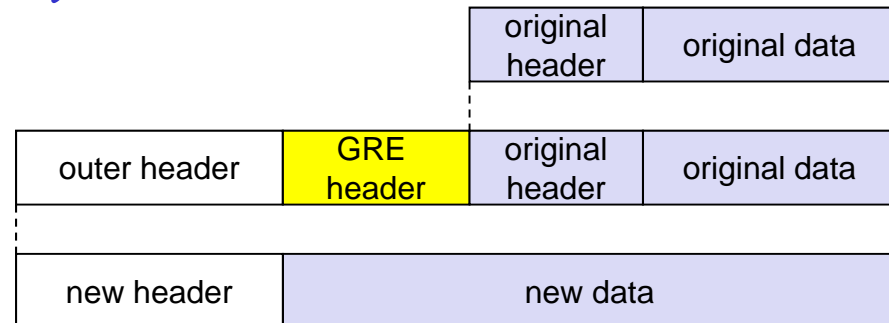 original
header
original data
outer header
GRE
header
original
header
original data
new header
new data